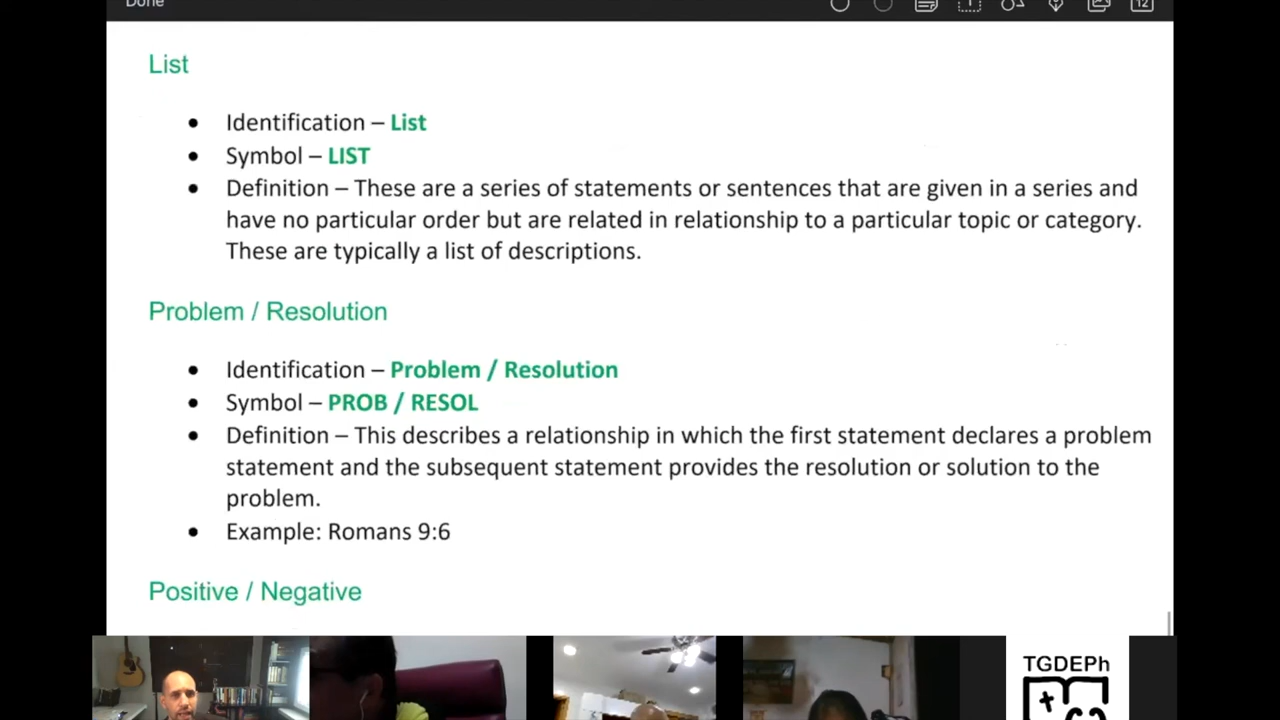 Done
List
• Identification – List
• Symbol – LIST
• Definition – These are a series of statements or sentences that are given in a series and
have no particular order but are related in relationship to a particular topic or category.
These are typically a list of descriptions.
Problem / Resolution
• Identification – Problem / Resolution
• Symbol – PROB / RESOL
• Definition – This describes a relationship in which the first statement declares a problem
statement and the subsequent statement provides the resolution or solution to the
problem.
• Example: Romans 9:6
Positive / Negative
TGDEPh